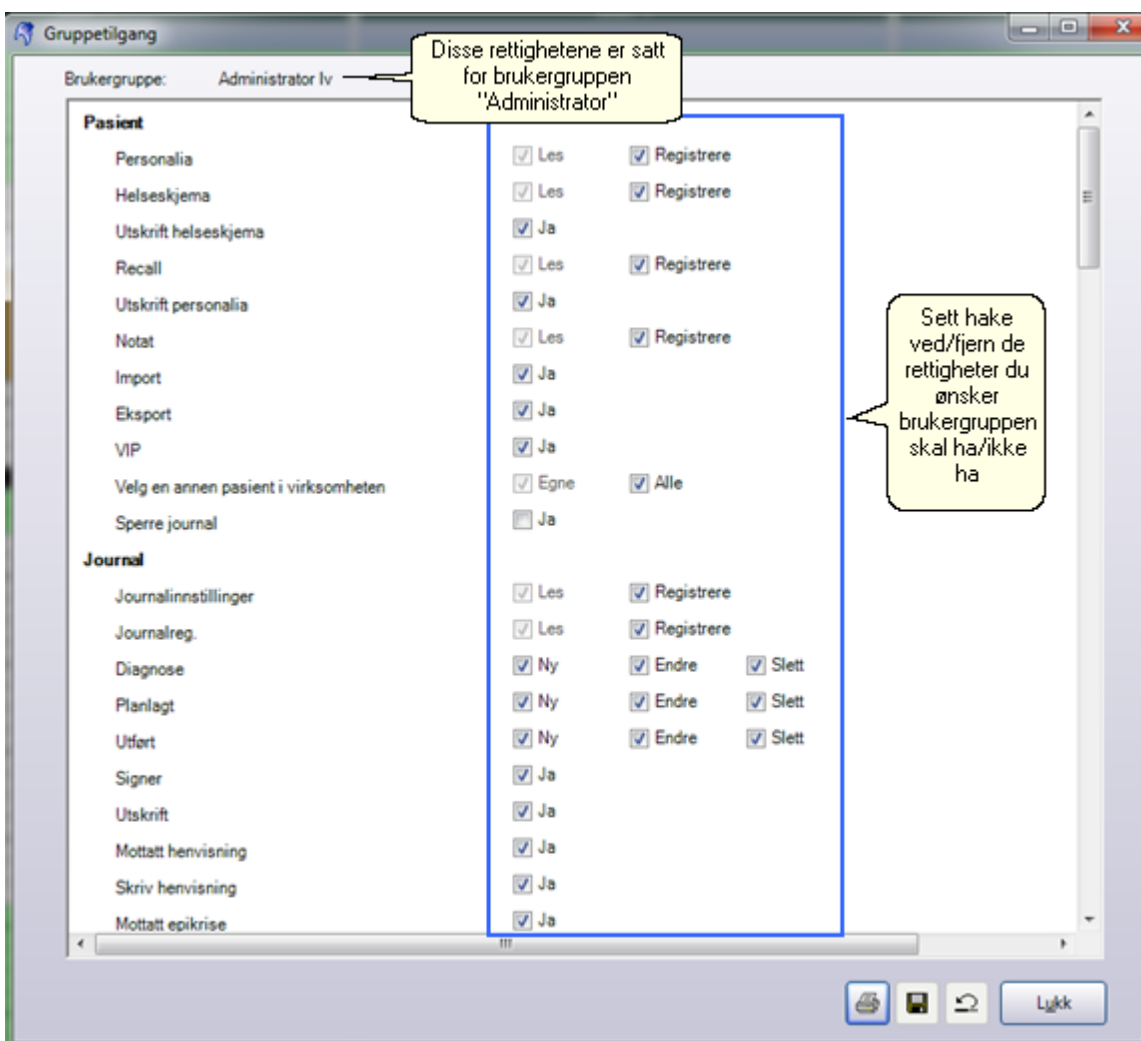 Gruppetilgang
Disse rettighetene er satt
for brukergruppen
"Administrator"
Brukergruppe: Administrator lv
Pasient
Personalia Les Registrere
Helseskjema Les Registrere
Utskrift helseskjema Ja
Recall Les Registrere
Utskrift personalia Ja
Notat Les Registrere
Import Ja
Eksport Ja
VIP Ja
Velg en annen pasient i virksomheten Egne Alle
Sperre journal Ja
Sett hake
ved/fjern de
rettigheter du
ønsker
brukergruppen
skal ha/ikke
ha
Journal
Journalinnstillinger Les Registrere
Journalreg. Les Registrere
Diagnose Ny Endre Slett
Planlagt Ny Endre Slett
Utført Ny Endre Slett
Signer Ja
Utskrift Ja
Mottatt henvisning Ja
Skriv henvisning Ja
Mottatt epikrise Ja
Lukk